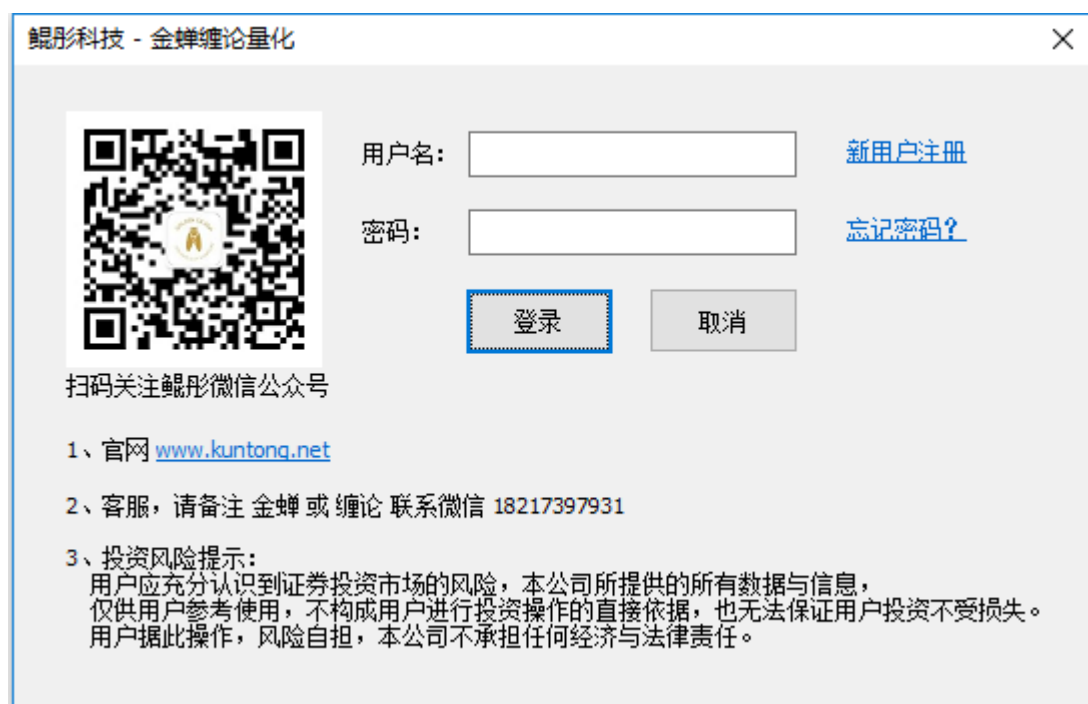 鲲彤科技 - 金蝉缠论量化
用户名：
新用户注册
密码：
忘记密码？
登录
取消
扫码关注鲲彤微信公众号
1、官网 www.kuntong.net
2、客服，请备注 金蝉 或 缠论 联系微信 18217397931
3、投资风险提示：
用户应充分认识到证券投资市场的风险，本公司所提供的所有数据与信息，
仅供用户参考使用，不构成用户进行投资操作的直接依据，也无法保证用户投资不受损失。
用户据此操作，风险自担，本公司不承担任何经济与法律责任。